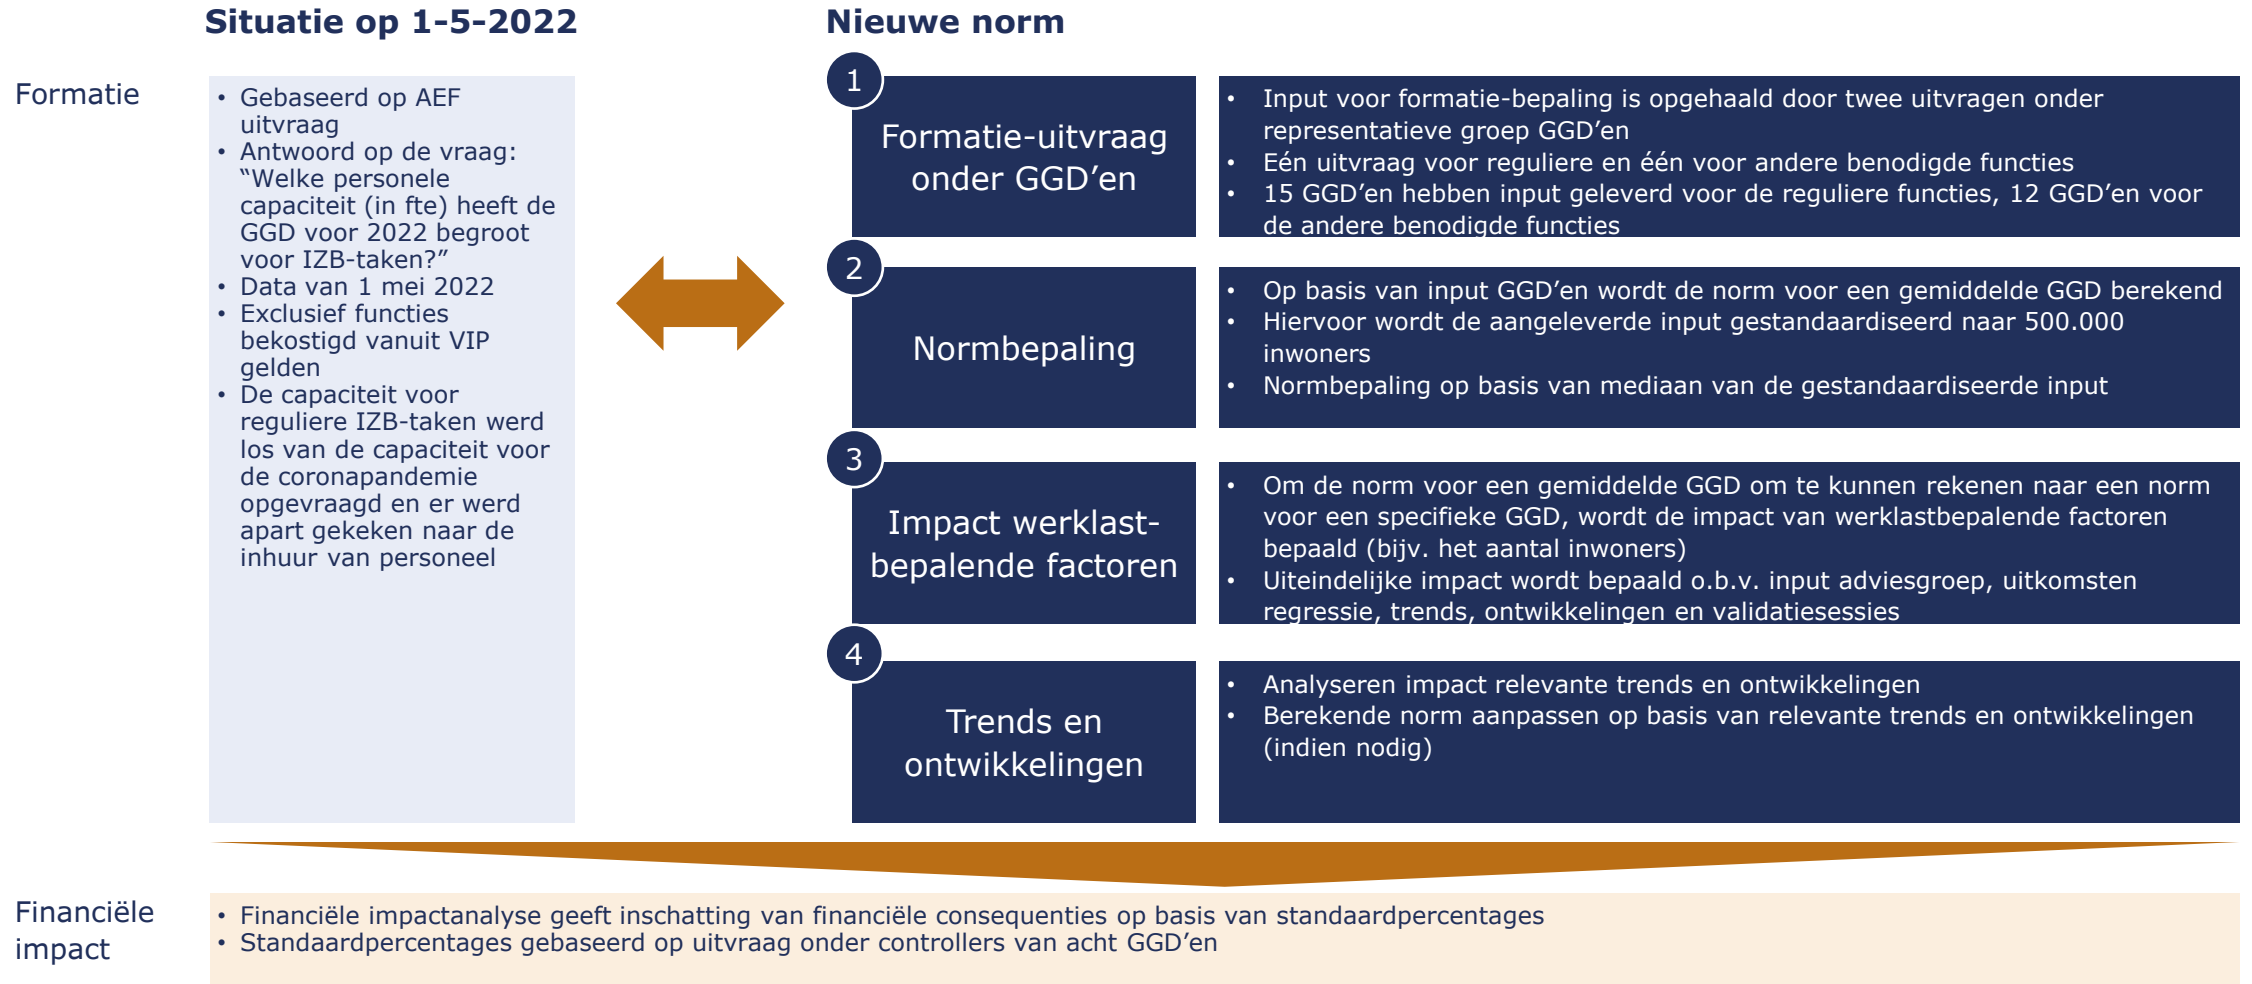 Situatie op 1-5-2022
Nieuwe norm
Formatie
• Gebaseerd op AEF
uitvraag
• Antwoord op de vraag:
“Welke personele
capaciteit (in fte) heeft de
GGD voor 2022 begroot
voor IZB-taken?”
• Data van 1 mei 2022
• Exclusief functies
bekostigd vanuit VIP
gelden
• De capaciteit voor
reguliere IZB-taken werd
los van de capaciteit voor
de coronapandemie
opgevraagd en er werd
apart gekeken naar de
inhuur van personeel
1
Formatie-uitvraag
onder GGD’en
• Input voor formatie-bepaling is opgehaald door twee uitvragen onder
representatieve groep GGD’en
• Eén uitvraag voor reguliere en één voor andere benodigde functies
• 15 GGD’en hebben input geleverd voor de reguliere functies, 12 GGD’en voor
de andere benodigde functies
2
Normbepaling
• Op basis van input GGD’en wordt de norm voor een gemiddelde GGD berekend
• Hiervoor wordt de aangeleverde input gestandaardiseerd naar 500.000
inwoners
• Normbepaling op basis van mediaan van de gestandaardiseerde input
3
Impact werklast-
bepalende factoren
• Om de norm voor een gemiddelde GGD om te kunnen rekenen naar een norm
voor een specifieke GGD, wordt de impact van werklastbepalende factoren
bepaald (bijv. het aantal inwoners)
• Uiteindelijke impact wordt bepaald o.b.v. input adviesgroep, uitkomsten
regressie, trends, ontwikkelingen en validatiesessies
4
Trends en
ontwikkelingen
• Analyseren impact relevante trends en ontwikkelingen
• Berekende norm aanpassen op basis van relevante trends en ontwikkelingen
(indien nodig)
Financiële
impact
• Financiële impactanalyse geeft inschatting van financiële consequenties op basis van standaardpercentages
• Standaardpercentages gebaseerd op uitvraag onder controllers van acht GGD’en